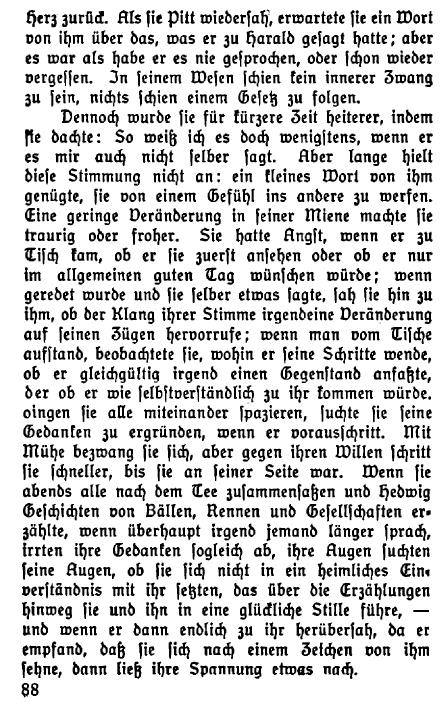 Herz zurück. Als sie Pitt wiedersah, erwartete sie ein Wort
von ihm über das, was er zu Harald gesagt hatte; aber
es war als habe er es nie gesprochen, oder schon wieder
vergessen. In seinem Wesen schien kein innerer Zwang
zu sein, nichts schien einem Gesetz zu folgen.
Dennoch wurde sie für kürzere Zeit heiterer, indem
sie dachte: So weiß ich es doch wenigstens, wenn er
es mir auch nicht selber sagt. Aber lange hielt
diese Stimmung nicht an: ein kleines Wort von ihm
genügte, sie von einem Gefühl ins andere zu werfen.
Eine geringe Veränderung in seiner Miene machte sie
traurig oder froher. Sie hatte Angst, wenn er zu
Tisch kam, ob er sie zuerst ansehen oder ob er nur
im allgemeinen guten Tag wünschen würde; wenn
geredet wurde und sie selber etwas sagte, sah sie hin zu
ihm, ob der Klang ihrer Stimme irgendeine Veränderung
auf seinen Zügen hervorrufe; wenn man vom Tische
aufstand, beobachtete sie, wohin er seine Schritte wende,
ob er gleichgültig irgend einen Gegenstand anfaßte,
der ob er wie selbstverständlich zu ihr kommen würde.
oingen sie alle miteinander spazieren, suchte sie seine
Gedanken zu ergründen, wenn er vorausschritt. Mit
Mühe bezwang sie sich, aber gegen ihren Willen schritt
sie schneller, bis sie an seiner Seite war. Wenn sie
abends alle nach dem Tee zusammensaßen und Hedwig
Geschichten von Bällen, Rennen und Gesellschaften er-
zählte, wenn überhaupt irgend jemand länger sprach,
irrten ihre Gedanken sogleich ab, ihre Augen suchten
seine Augen, ob sie sich nicht in ein heimliches Ein-
verständnis mit ihr setzten, das über die Erzählungen
hinweg sie und ihn in eine glückliche Stille führe, —
und wenn er dann endlich zu ihr herübersah, da er
empfand, daß sie sich nach einem Zeichen von ihm
sehne, dann ließ ihre Spannung etwas nach.
88